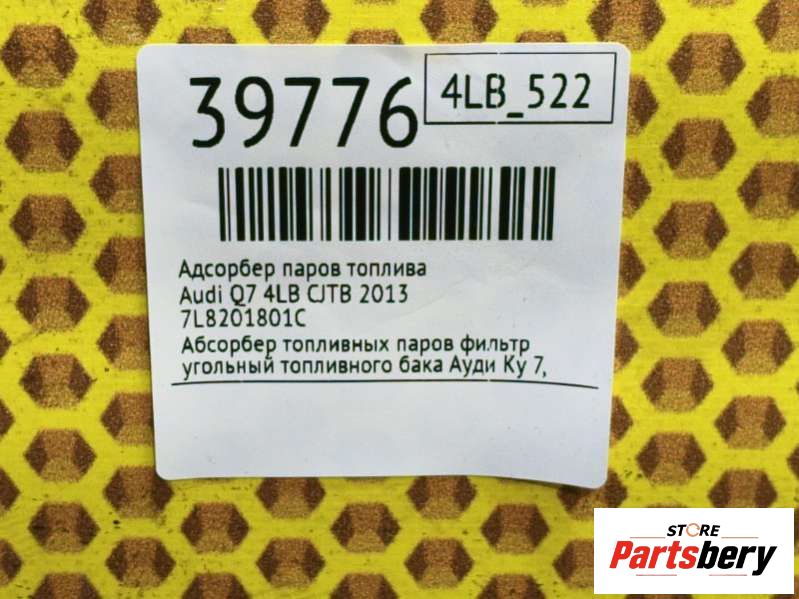 39776
4LB_522
Адсорбер паров топлива
Audi Q7 4LB CJTB 2013
7L8201801C
Абсорбер топливных паров фильтр
угольный топливного бака Ауди Ку 7,
STORE
Partsbery